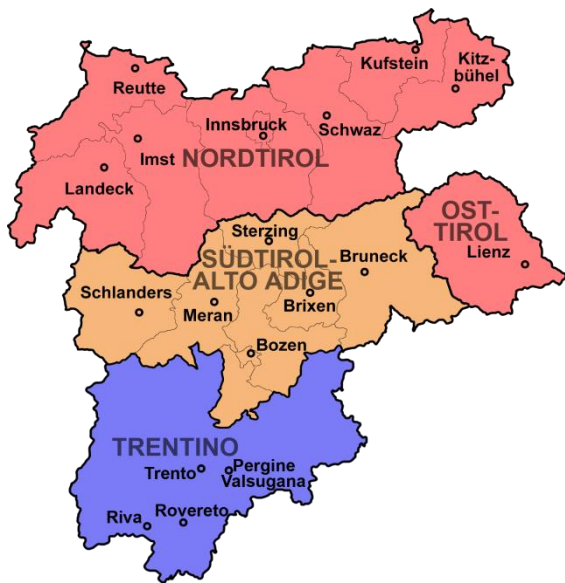 Kufstein
Kitz-
bühel
Reutte
Innsbruck
Schwaz
Imst
NORDTIROL
Landeck
OST-
TIROL
Lienz
Sterzing
SÜDTIROL-
ALTO ADIGE
Bruneck
Schlanders
Meran
Brixen
Bozen
TRENTINO
Trento
Pergine
Valsugana
Riva
Rovereto